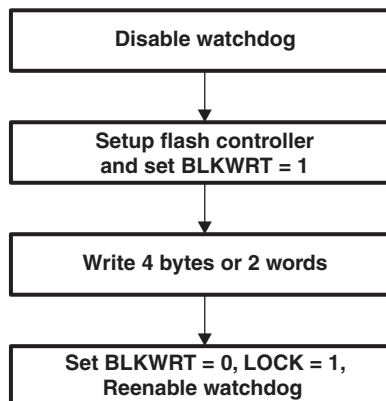 Disable watchdog
Setup flash controller
and set BLKWRT = 1
Write 4 bytes or 2 words
Set BLKWRT = 0, LOCK = 1,
Reenable watchdog